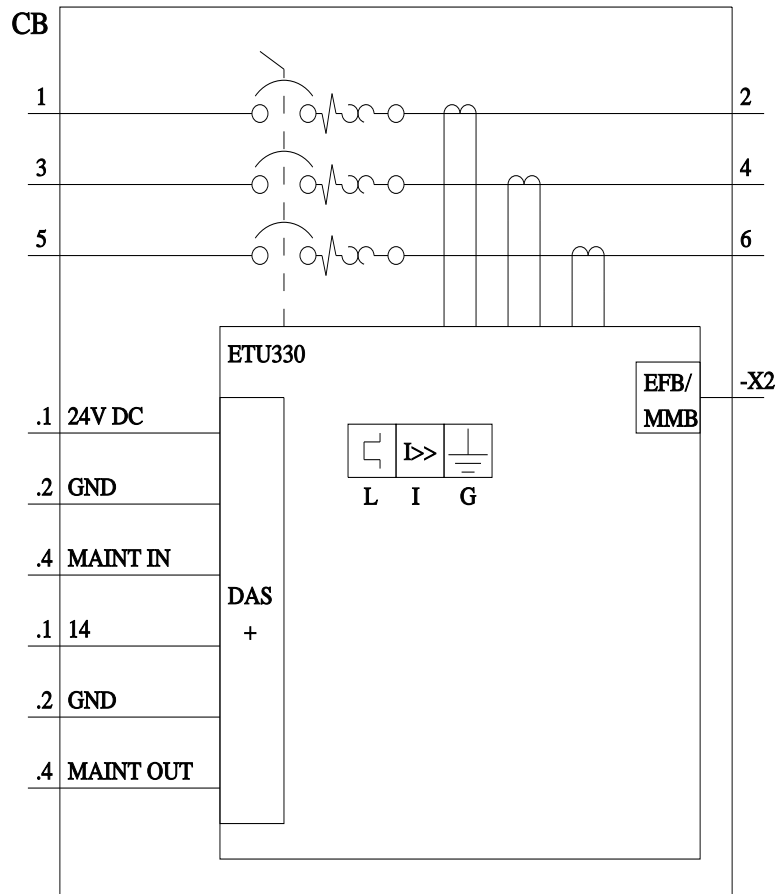 CB
1 2
3 4
5 6
ETU330
EFB/
MMB
-X2
.1 24V DC
I>>
L I G
.2 GND
.4 MAINT IN
DAS
+
.1 14
.2 GND
.4 MAINT OUT